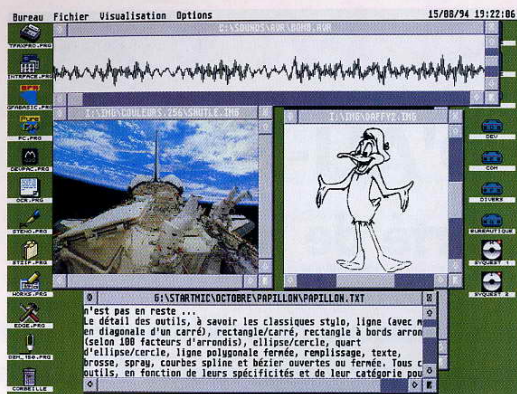 Bureau Fichier Visualisation Options 15/08/94 19:22:06
C:\SOUNDS\AVR\BOMB.AVR
TFAXPRO.PRG
INTRFACE.PRG
GFABASIC.PRG
PC.PRG
DEVPAC.PRG
OCR.PRG
STENO.PRG
STZIP.PRG
WORKS.PRG
EDGE.PRG
CORBEILLE
I:\IMG\COULEURS.256\SHUTLE.IMG
I:\IMG\DAFFY2.IMG
DEV
COM
DIVERS
BUREAUTIQUE
SYQUEST 1
SYQUEST 2
G:\STARTMIC\OCTOBRE\PAPILLON\PAPILLON.TXT
n'est pas en reste ...
Le détail des outils, à savoir les classiques stylo, ligne (avec
en diagonale d'un carré), rectangle/carré, rectangle à bords arron
(selon 100 facteurs d'arrondis), ellipse/cercle, quart
d'ellipse/cercle, ligne polygonale fermée, remplissage, texte,
brosse, spray, courbes spline et bézier ouvertes ou fermée. Tous
outils, en fonction de leurs spécificités et de leur catégorie pou